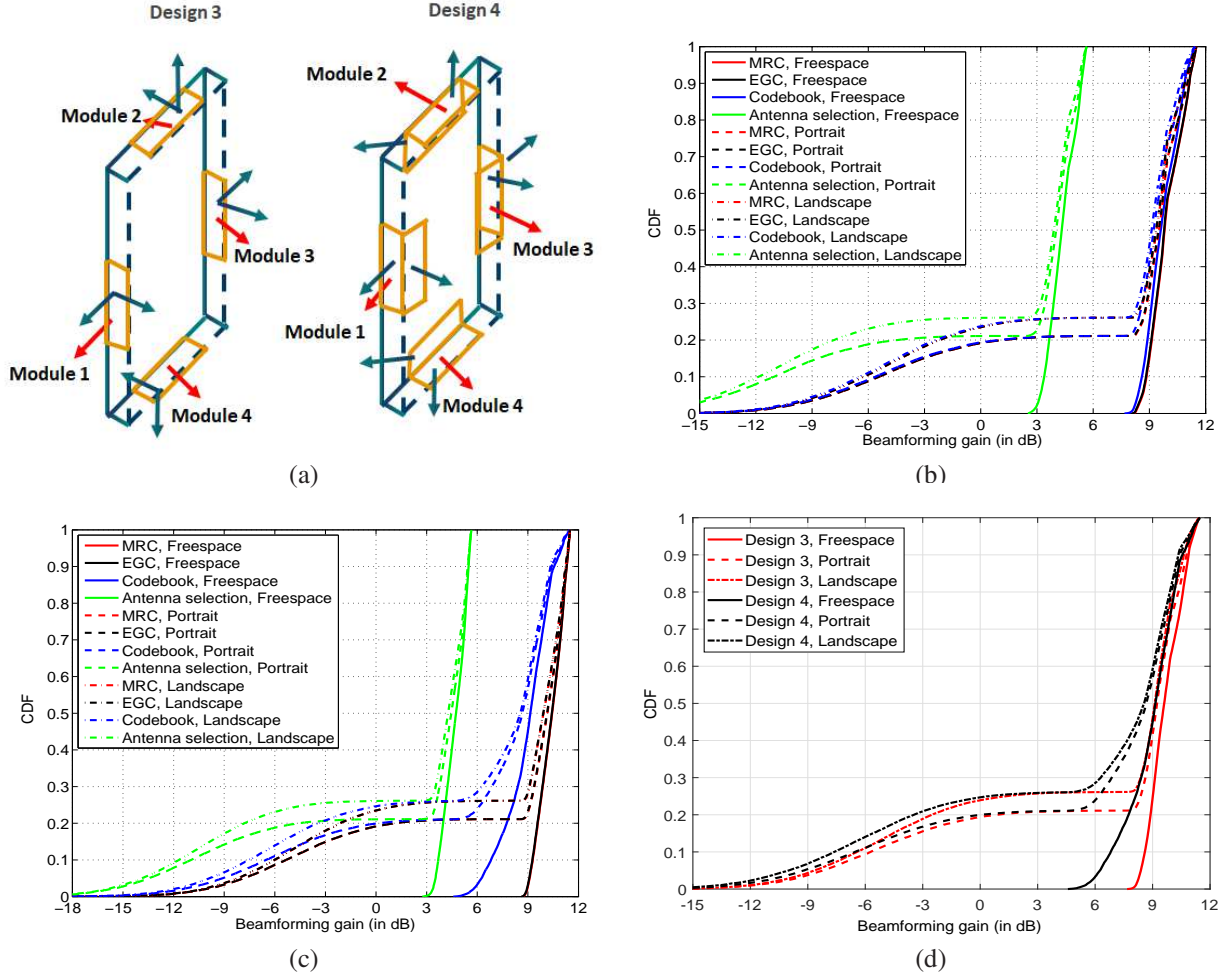 Design 3
Design 4
Module 2
Module 2
Module 3
Module 3
Module 1
Module 1
Module 4
Module 4
(a)
MRC, Freespace
EGC, Freespace
Codebook, Freespace
Antenna selection, Freespace
MRC, Portrait
EGC, Portrait
Codebook, Portrait
Antenna selection, Portrait
MRC, Landscape
EGC, Landscape
Codebook, Landscape
Antenna selection, Landscape
CDF
1
0.9
0.8
0.7
0.6
0.5
0.4
0.3
0.2
0.1
0
−15 −12 −9 −6 −3 0 3 6 9 12
Beamforming gain (in dB)
(b)
MRC, Freespace
EGC, Freespace
Codebook, Freespace
Antenna selection, Freespace
MRC, Portrait
EGC, Portrait
Codebook, Portrait
Antenna selection, Portrait
MRC, Landscape
EGC, Landscape
Codebook, Landscape
Antenna selection, Landscape
CDF
1
0.9
0.8
0.7
0.6
0.5
0.4
0.3
0.2
0.1
0
−18 −15 −12 −9 −6 −3 0 3 6 9 12
Beamforming gain (in dB)
(c)
Design 3, Freespace
Design 3, Portrait
Design 3, Landscape
Design 4, Freespace
Design 4, Portrait
Design 4, Landscape
CDF
1
0.9
0.8
0.7
0.6
0.5
0.4
0.3
0.2
0.1
0
-15 -12 -9 -6 -3 0 3 6 9 12
Beamforming gain (in dB)
(d)